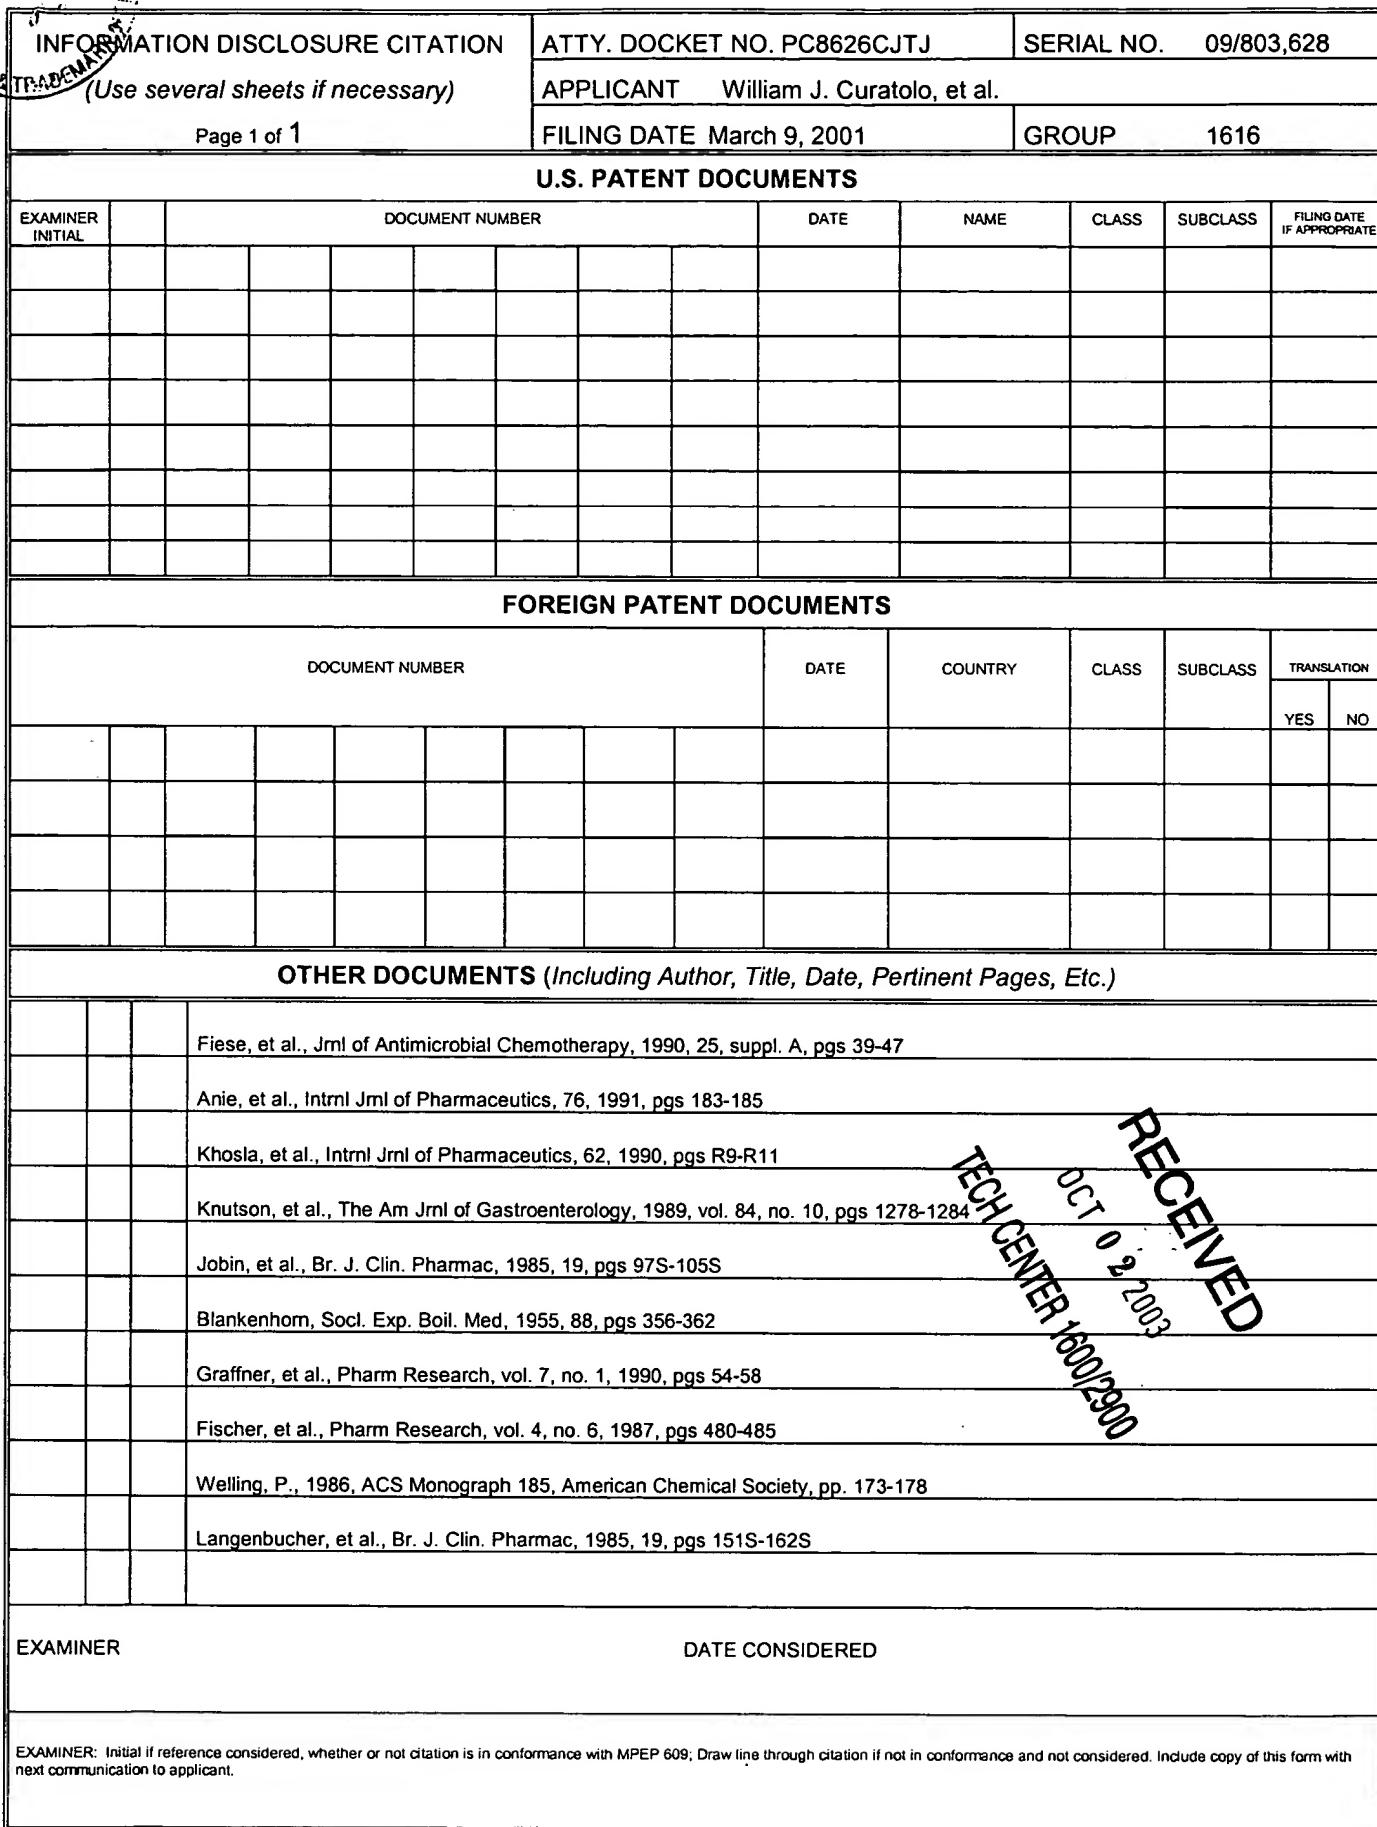 INFORMATION DISCLOSURE CITATION
(Use several sheets if necessary)
Page 1 of 1
TRADEMARK
ATTY. DOCKET NO. PC8626CJTJ
SERIAL NO. 09/803,628
APPLICANT William J. Curatolo, et al.
FILING DATE March 9, 2001
GROUP 1616
U.S. PATENT DOCUMENTS
EXAMINER INITIAL
DOCUMENT NUMBER
DATE
NAME
CLASS
SUBCLASS
FILING DATE IF APPROPRIATE
FOREIGN PATENT DOCUMENTS
DOCUMENT NUMBER
DATE
COUNTRY
CLASS
SUBCLASS
TRANSLATION
YES
NO
OTHER DOCUMENTS (Including Author, Title, Date, Pertinent Pages, Etc.)
Fiese, et al., Jrnl of Antimicrobial Chemotherapy, 1990, 25, suppl. A, pgs 39-47
Anie, et al., Intrnl Jrnl of Pharmaceutics, 76, 1991, pgs 183-185
Khosla, et al., Intrnl Jrnl of Pharmaceutics, 62, 1990, pgs R9-R11
Knutson, et al., The Am Jrnl of Gastroenterology, 1989, vol. 84, no. 10, pgs 1278-1284
Jobin, et al., Br. J. Clin. Pharmac, 1985, 19, pgs 97S-105S
Blankenhorn, Socl. Exp. Boil. Med, 1955, 88, pgs 356-362
Graffner, et al., Pharm Research, vol. 7, no. 1, 1990, pgs 54-58
Fischer, et al., Pharm Research, vol. 4, no. 6, 1987, pgs 480-485
Welling, P., 1986, ACS Monograph 185, American Chemical Society, pp. 173-178
Langenbucher, et al., Br. J. Clin. Pharmac, 1985, 19, pgs 151S-162S
RECEIVED
OCT 02 2003
TECH CENTER 1600/2900
EXAMINER
DATE CONSIDERED
EXAMINER: Initial if reference considered, whether or not citation is in conformance with MPEP 609; Draw line through citation if not in conformance and not considered. Include copy of this form with
next communication to applicant.